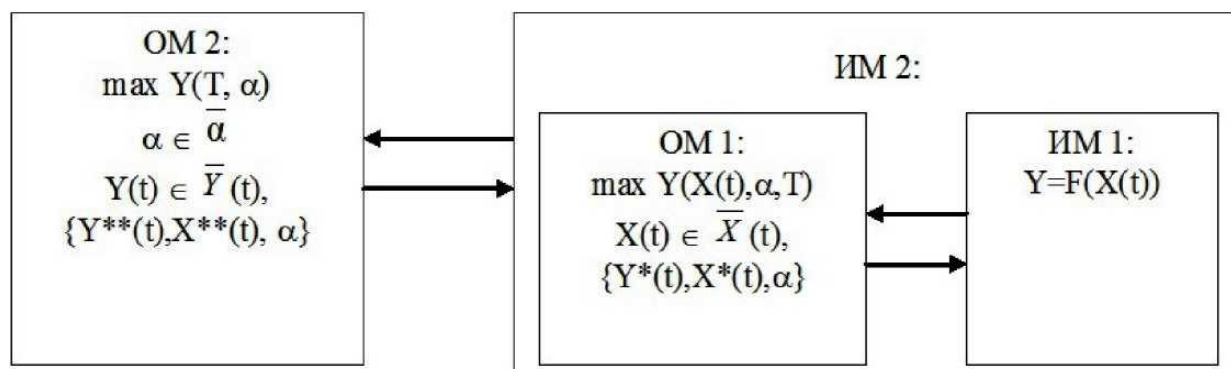 ОМ 2:
max Y(T, α)
α ∈ α̅
Y(t) ∈ Y̅ (t),
{Y**(t),X**(t), α}
ИМ 2:
ОМ 1:
max Y(X(t),α,T)
X(t) ∈ X̅ (t),
{Y*(t),X*(t),α}
ИМ 1:
Y=F(X(t))